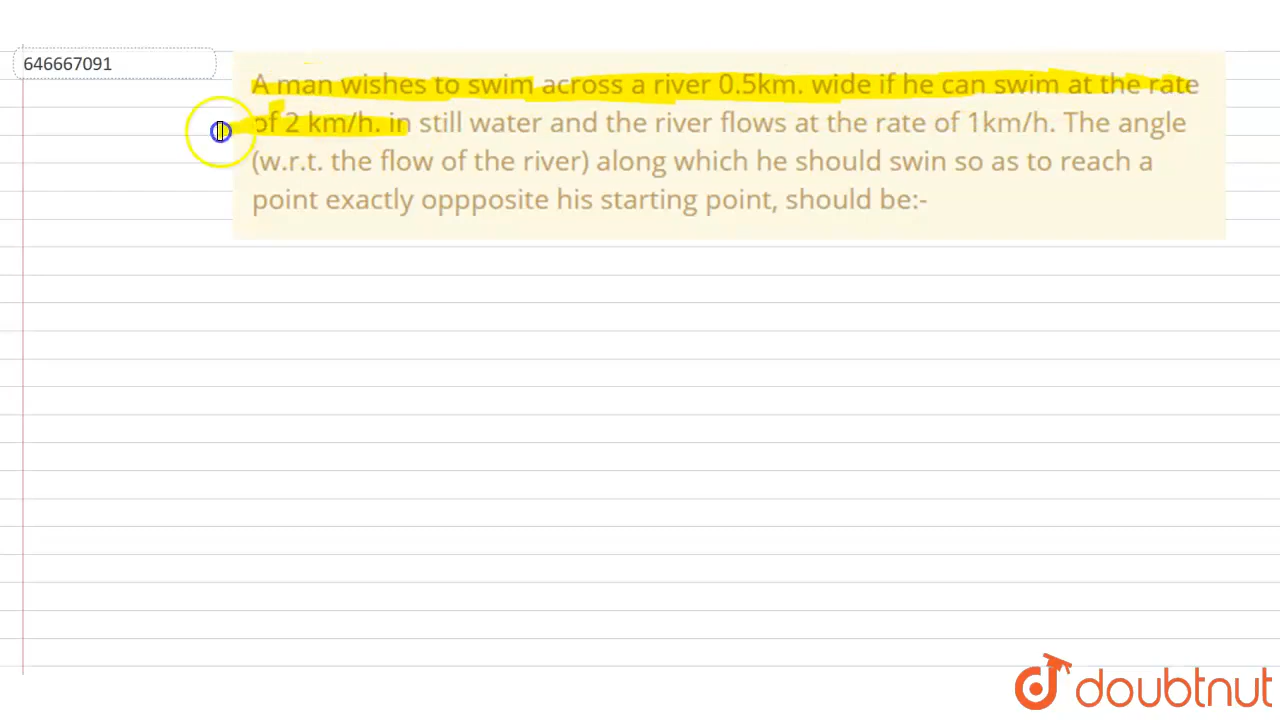 646667091
A man wishes to swim across a river 0.5km. wide if he can swim at the rate
of 2 km/h. in still water and the river flows at the rate of 1km/h. The angle
(w.r.t. the flow of the river) along which he should swin so as to reach a
point exactly oppposite his starting point, should be:-
doubtnut